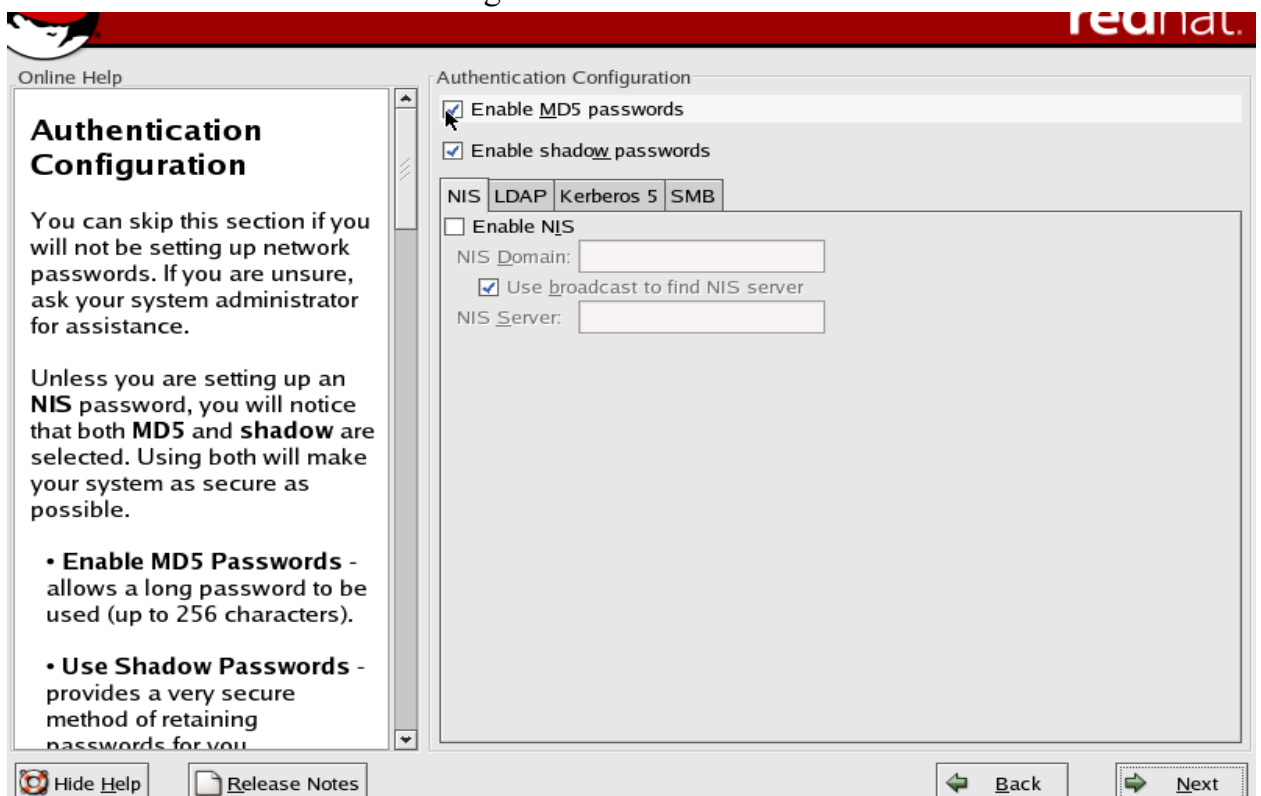 redhat.
Online Help
Authentication
Configuration
You can skip this section if you
will not be setting up network
passwords. If you are unsure,
ask your system administrator
for assistance.
Unless you are setting up an
NIS password, you will notice
that both MD5 and shadow are
selected. Using both will make
your system as secure as
possible.
• Enable MD5 Passwords -
allows a long password to be
used (up to 256 characters).
• Use Shadow Passwords -
provides a very secure
method of retaining
passwords for you
Authentication Configuration
Enable MD5 passwords
Enable shadow passwords
NIS LDAP Kerberos 5 SMB
Enable NIS
NIS Domain:
Use broadcast to find NIS server
NIS Server:
Hide Help Release Notes Back Next